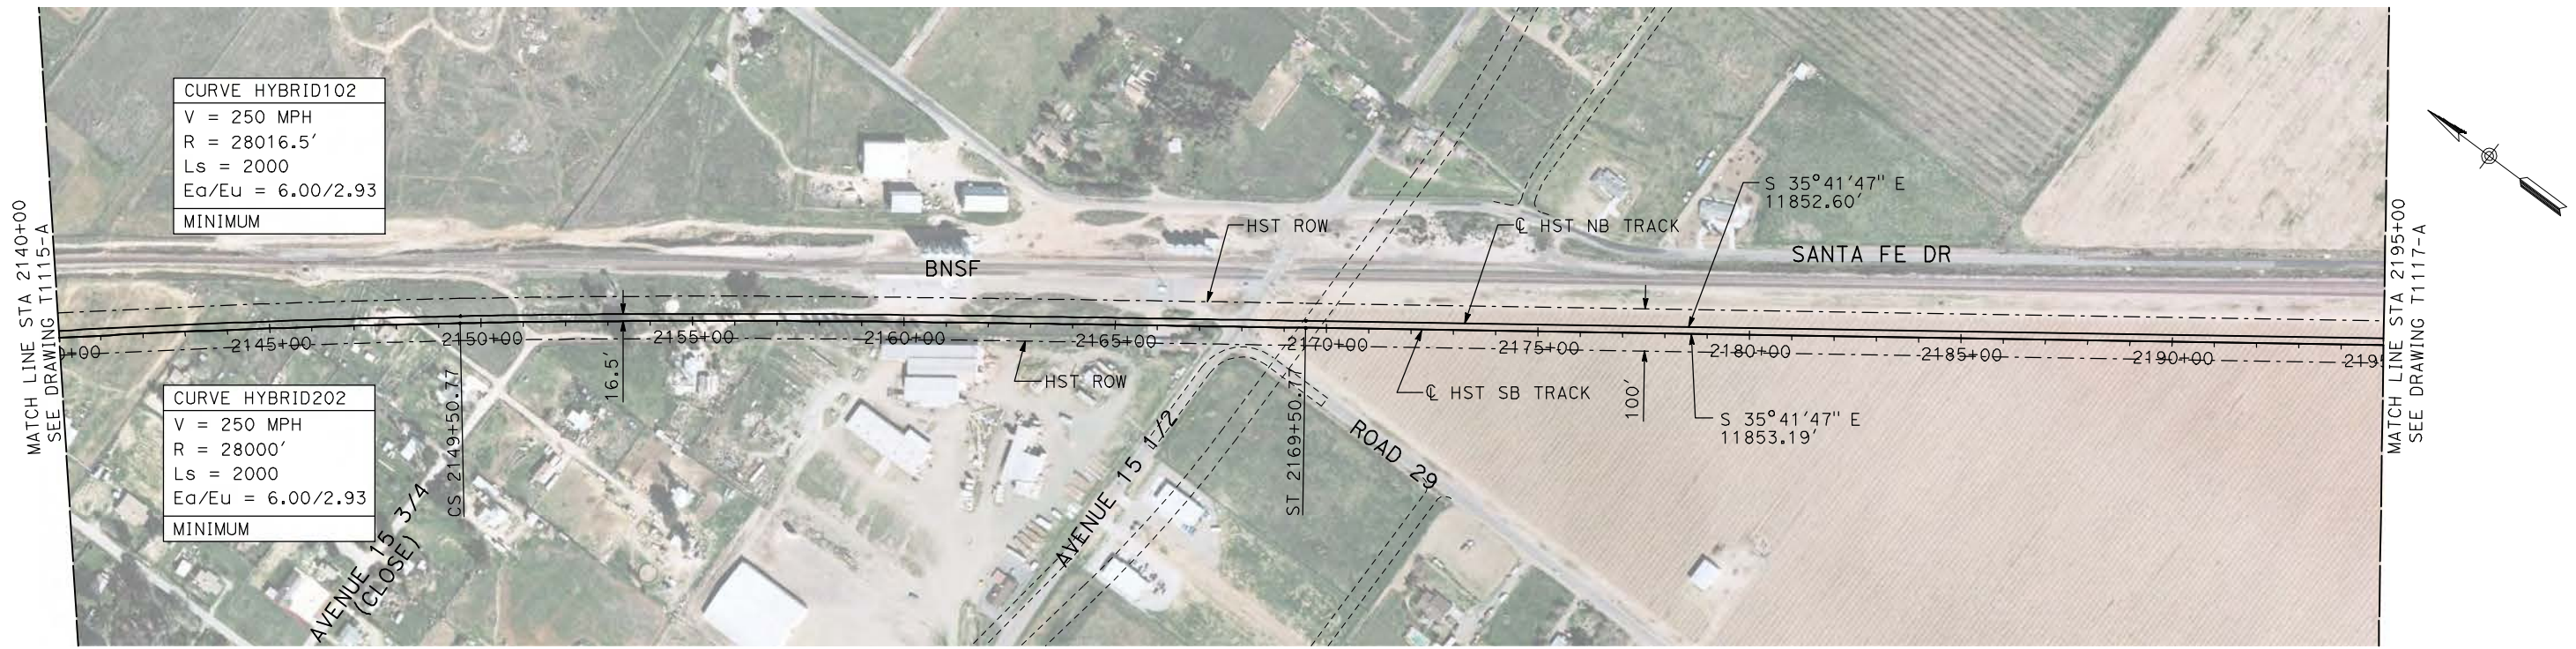 CURVE HYBRID102
V = 250 MPH
R = 28016.5'
Ls = 2000
Ea/Eu = 6.00/2.93
MINIMUM
MATCH LINE STA 2140+00
SEE DRAWING T1115-A
S 35°41'47" E
11852.60'
HST ROW
℄ HST NB TRACK
BNSF
SANTA FE DR
MATCH LINE STA 2195+00
SEE DRAWING T1117-A
0+00
2145+00
2150+00
2155+00
2160+00
2165+00
2170+00
2175+00
2180+00
2185+00
2190+00
219
16.5'
HST ROW
℄ HST SB TRACK
100'
S 35°41'47" E
11853.19'
CURVE HYBRID202
V = 250 MPH
R = 28000'
Ls = 2000
Ea/Eu = 6.00/2.93
MINIMUM
CS 2149+50.77
ST 2169+50.77
AVENUE 15 1/2
ROAD 29
AVENUE 15 3/4
(CLOSE)